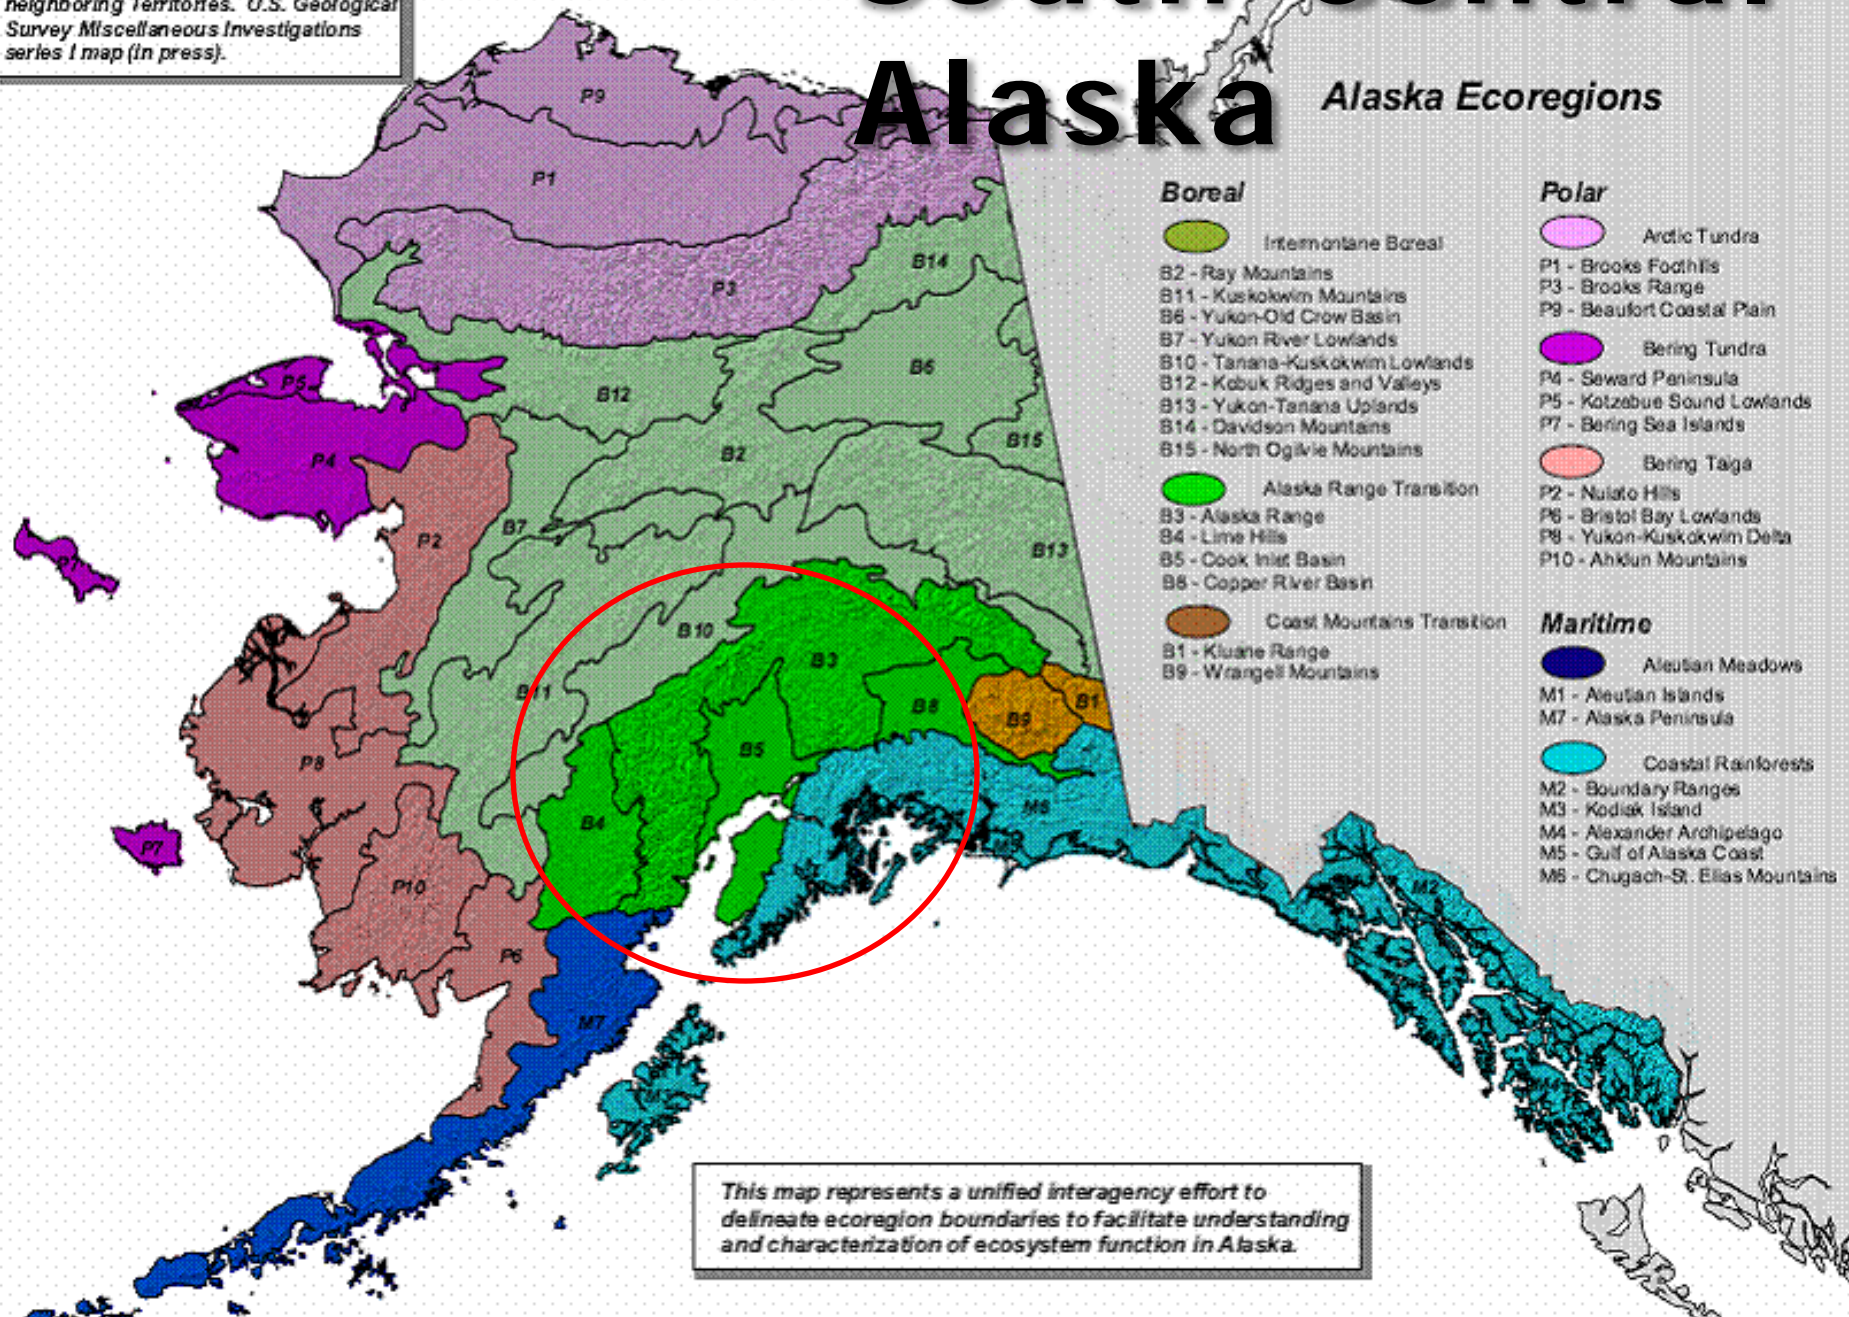 neighboring Territories. U.S. Geological
Survey Miscellaneous Investigations
series I map (in press).
South Central
Alaska
Alaska Ecoregions
Boreal
Intermontane Boreal
B2 - Ray Mountains
B11 - Kuskokwim Mountains
B6 - Yukon-Old Crow Basin
B7 - Yukon River Lowlands
B10 - Tanana-Kuskokwim Lowlands
B12 - Kobuk Ridges and Valleys
B13 - Yukon-Tanana Uplands
B14 - Davidson Mountains
B15 - North Ogilvie Mountains
Alaska Range Transition
B3 - Alaska Range
B4 - Lime Hills
B5 - Cook Inlet Basin
B8 - Copper River Basin
Coast Mountains Transition
B1 - Kluane Range
B9 - Wrangell Mountains
Polar
Arctic Tundra
P1 - Brooks Foothills
P3 - Brooks Range
P9 - Beaufort Coastal Plain
Bering Tundra
P4 - Seward Peninsula
P5 - Kotzebue Sound Lowlands
P7 - Bering Sea Islands
Bering Taiga
P2 - Nulato Hills
P6 - Bristol Bay Lowlands
P8 - Yukon-Kuskokwim Delta
P10 - Ahklun Mountains
Maritime
Aleutian Meadows
M1 - Aleutian Islands
M7 - Alaska Peninsula
Coastal Rainforests
M2 - Boundary Ranges
M3 - Kodiak Island
M4 - Alexander Archipelago
M5 - Gulf of Alaska Coast
M6 - Chugach-St. Elias Mountains
P9
P1
P3
B14
B6
P5
B12
B15
P4
B2
B7
P2
B13
P7
B10
B3
B11
B1
B8
B9
B5
P8
M6
B4
M5
P7
P10
M2
P6
M7
M4
M3
This map represents a unified interagency effort to
delineate ecoregion boundaries to facilitate understanding
and characterization of ecosystem function in Alaska.